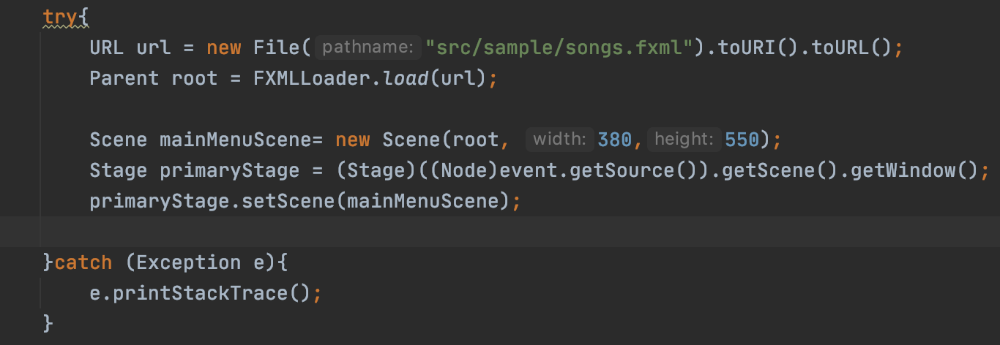 try{
URL url = new File( pathname: "src/sample/songs.fxml").toURI().toURL();
Parent root = FXMLLoader.load(url);
Scene mainMenuScene= new Scene(root, width: 380, height: 550);
Stage primaryStage = (Stage)((Node)event.getSource()).getScene().getWindow();
primaryStage.setScene(mainMenuScene);
}catch (Exception e){
e.printStackTrace();
}